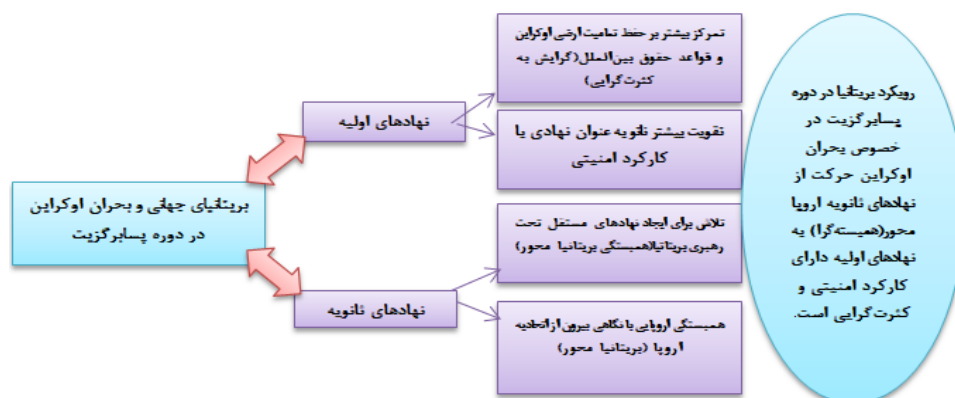 تمرکز بیشتر بر حفظ تمامیت ارضی اوکراین
و قواعد حقوق بین‌الملل(گرایش به
کثرت‌گرایی)
نهادهای اولیه
تقویت بیشتر ناتو به عنوان نهادی با
کارکرد امنیتی
بریتانیای جهانی و بحران اوکراین
در دوره پسابرگزیت
تلاش برای ایجاد نهادهای مستقل تحت
رهبری بریتانیا(همبستگی بریتانیا محور)
نهادهای ثانویه
همبستگی اروپایی با نگاهی بیرون از اتحادیه
اروپا (بریتانیا محور)
رویکرد بریتانیا در دوره
پسابرگزیت در
خصوص بحران
اوکراین حرکت از
نهادهای ثانویه اروپا
محور(همبسته‌گرا) به
نهادهای اولیه دارای
کارکرد امنیتی و
کثرت‌گرایی است.